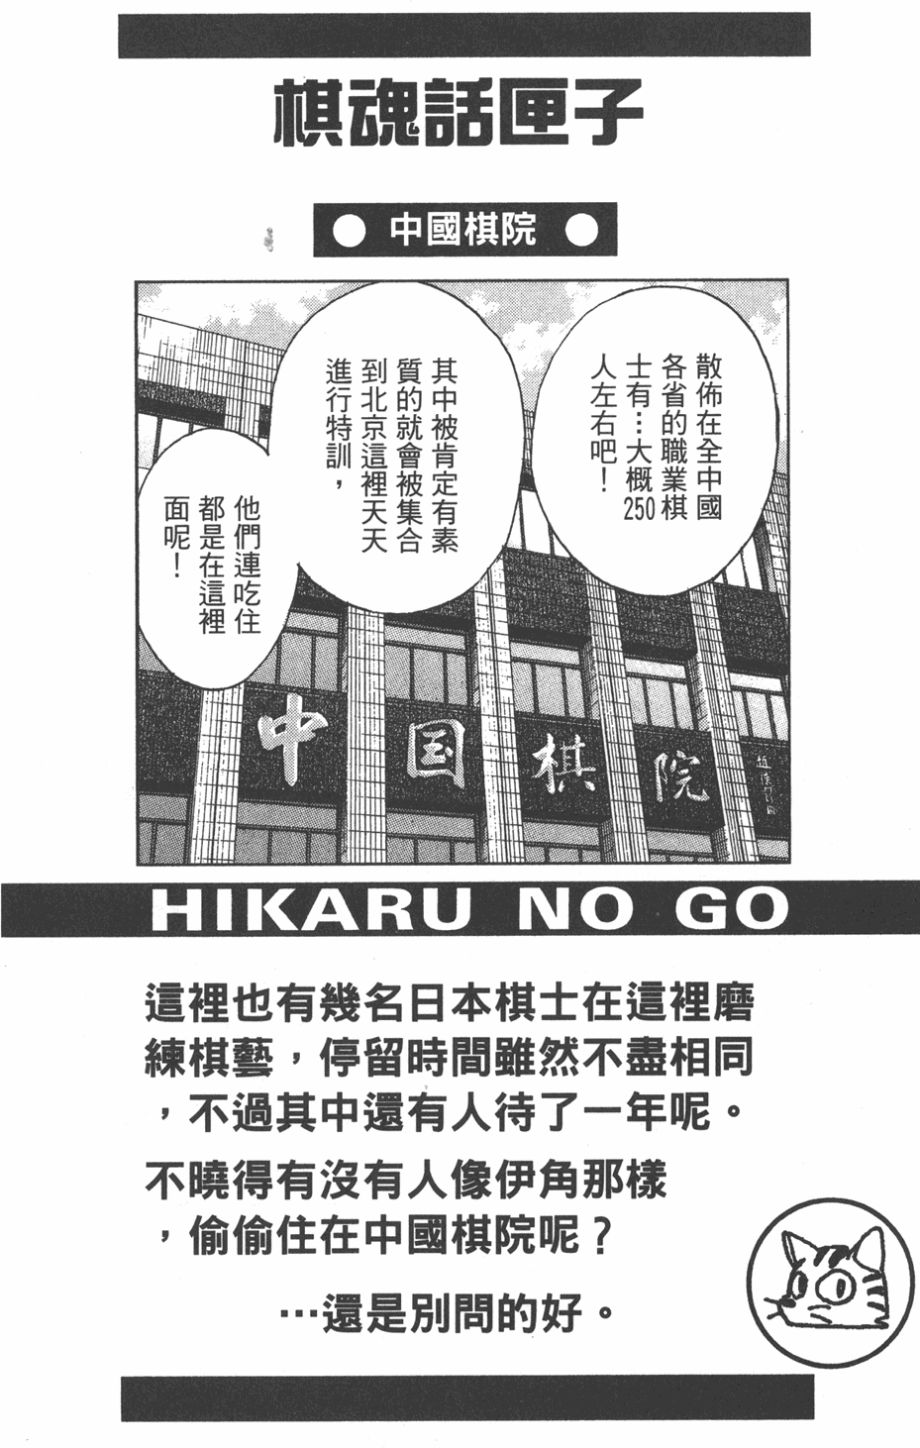 棋魂話匣子
中國棋院
散佈在全中國
各省的職業棋
士有…大概250
人左右吧！
其中被肯定有素
質的就會被集合
到北京這裡天天
進行特訓，
他們連吃住
都是在這裡
面呢！
中国棋院
HIKARU NO GO
這裡也有幾名日本棋士在這裡磨
練棋藝，停留時間雖然不盡相同
，不過其中還有人待了一年呢。
不曉得有沒有人像伊角那樣
，偷偷住在中國棋院呢？
…還是別問的好。